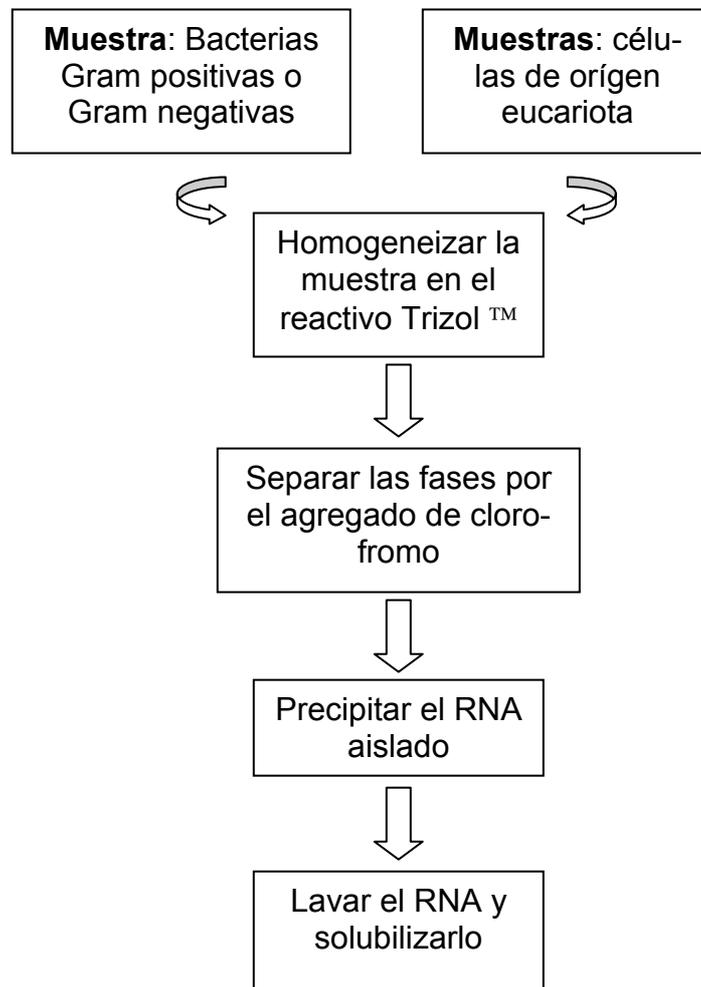 Muestra: Bacterias
Gram positivas o
Gram negativas
Muestras: célu-
las de orígen
eucariota
Homogeneizar la
muestra en el
reactivo Trizol ™
Separar las fases por
el agregado de cloro-
fromo
Precipitar el RNA
aislado
Lavar el RNA y
solubilizarlo